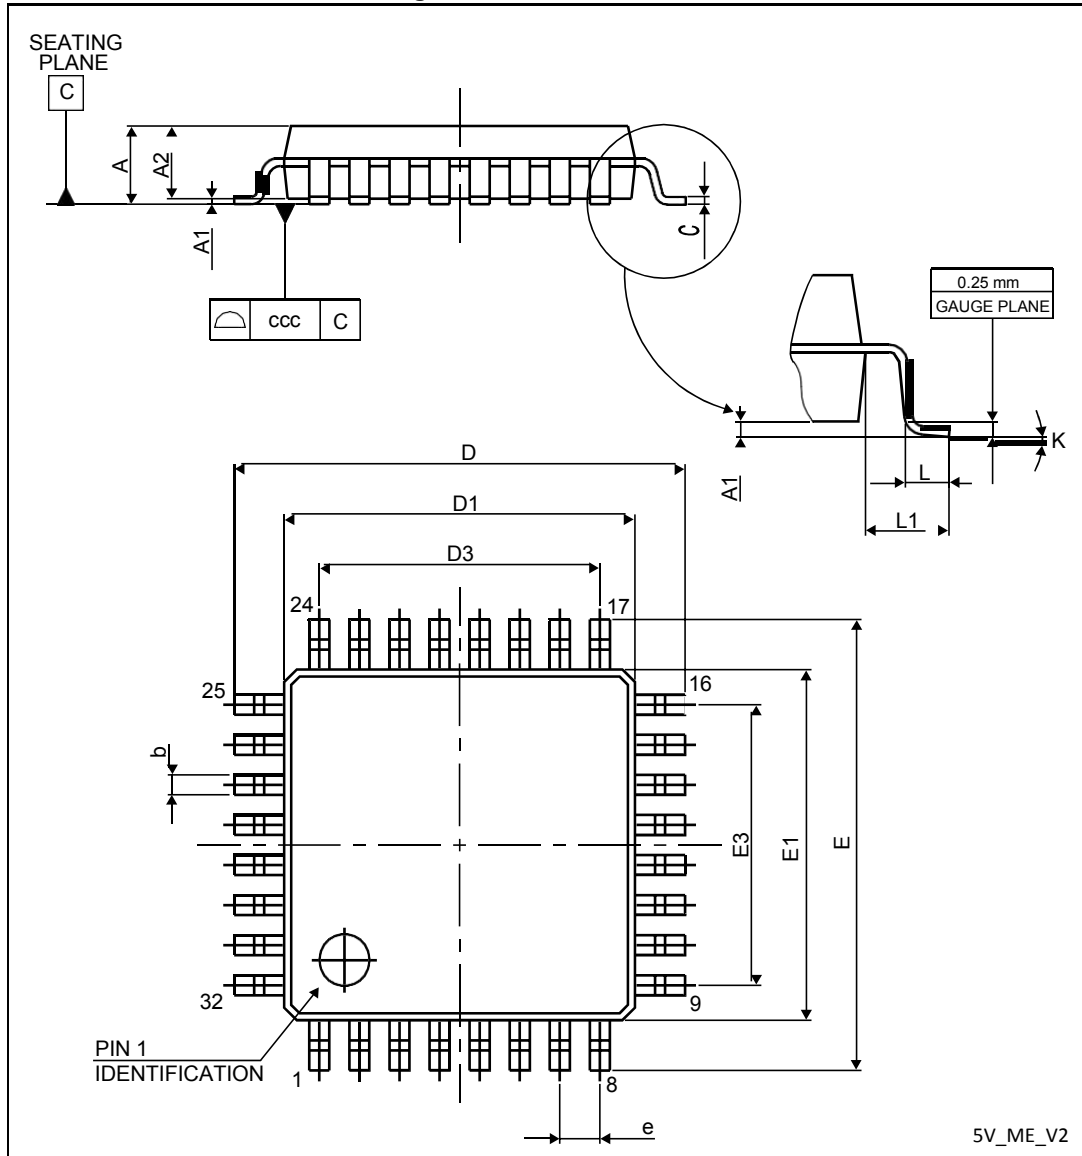 SEATING
PLANE
C
A
A2
A1
C
ccc
C
0.25 mm
GAUGE PLANE
K
A1
L
L1
D
D1
D3
24
17
25
16
b
E3
E1
E
32
9
PIN 1
IDENTIFICATION
1
8
e
5V_ME_V2